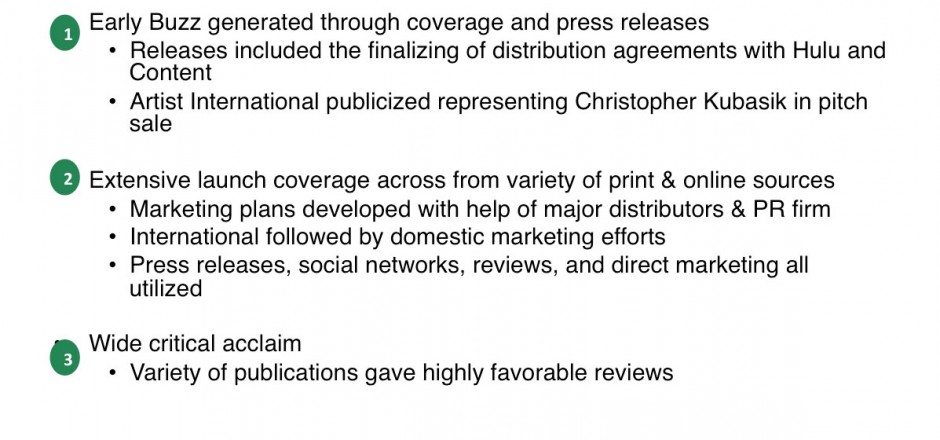 1 Early Buzz generated through coverage and press releases
• Releases included the finalizing of distribution agreements with Hulu and
Content
• Artist International publicized representing Christopher Kubasik in pitch
sale
2 Extensive launch coverage across from variety of print & online sources
• Marketing plans developed with help of major distributors & PR firm
• International followed by domestic marketing efforts
• Press releases, social networks, reviews, and direct marketing all
utilized
3 Wide critical acclaim
• Variety of publications gave highly favorable reviews